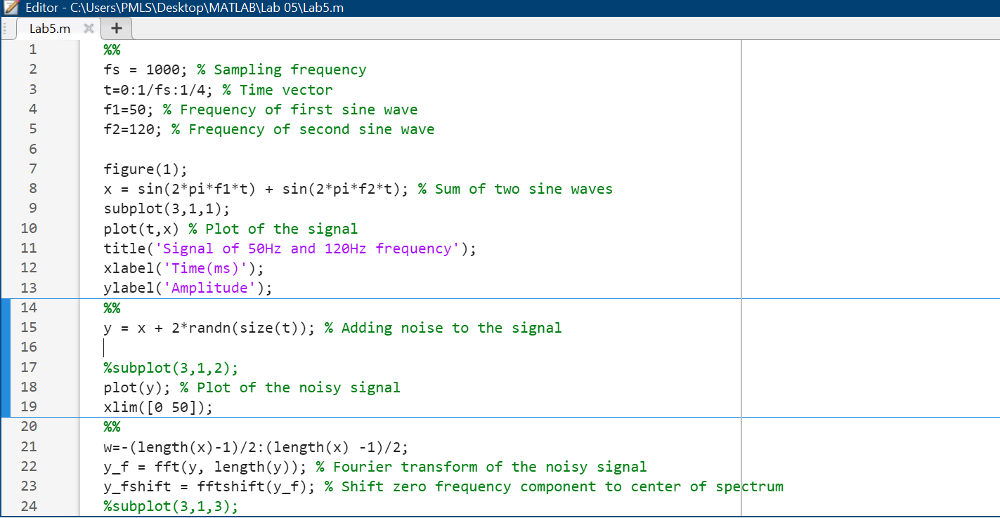 Editor - C:\Users\PMLS\Desktop\MATLAB\Lab 05\Lab5.m
Lab5.m × +
1 %%
2 fs = 1000; % Sampling frequency
3 t=0:1/fs:1/4; % Time vector
4 f1=50; % Frequency of first sine wave
5 f2=120; % Frequency of second sine wave
6
7 figure(1);
8 x = sin(2*pi*f1*t) + sin(2*pi*f2*t); % Sum of two sine waves
9 subplot(3,1,1);
10 plot(t,x) % Plot of the signal
11 title('Signal of 50Hz and 120Hz frequency');
12 xlabel('Time(ms)');
13 ylabel('Amplitude');
14 %%
15 y = x + 2*randn(size(t)); % Adding noise to the signal
16
17 %subplot(3,1,2);
18 plot(y); % Plot of the noisy signal
19 xlim([0 50]);
20 %%
21 w=-(length(x)-1)/2:(length(x) -1)/2;
22 y_f = fft(y, length(y)); % Fourier transform of the noisy signal
23 y_fshift = fftshift(y_f); % Shift zero frequency component to center of spectrum
24 %subplot(3,1,3);